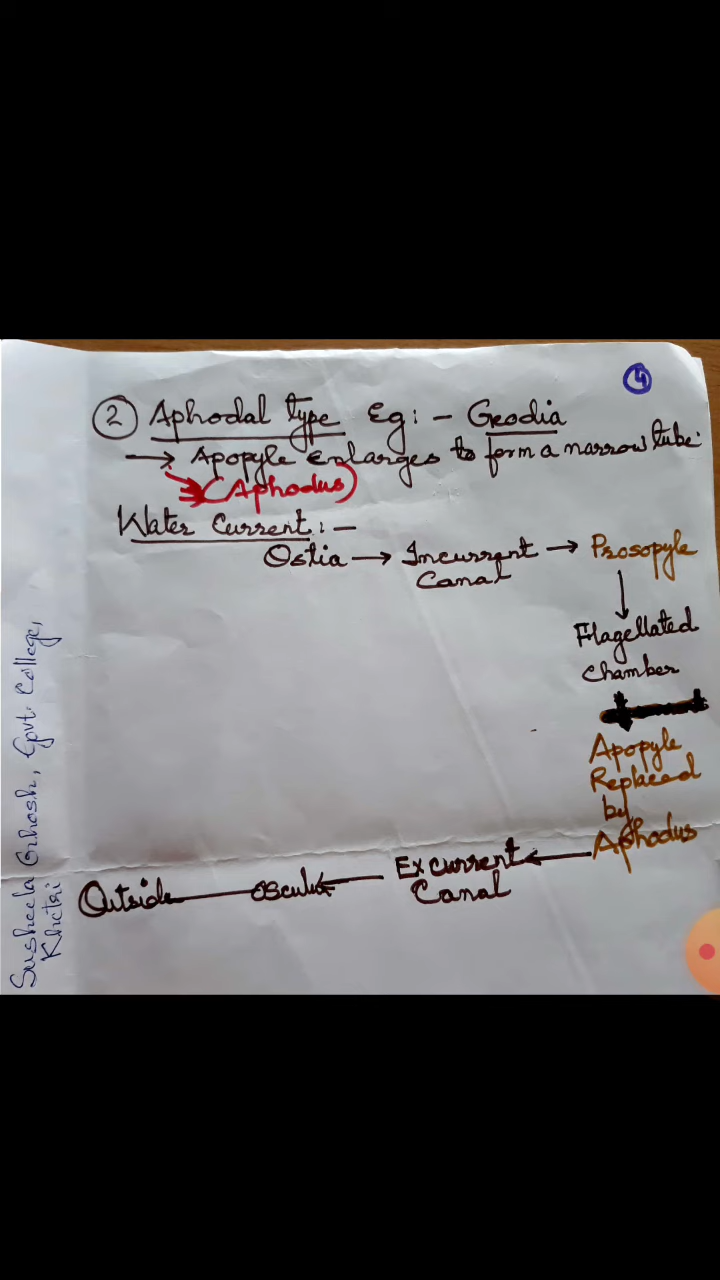 4
② Aphodal type Eg:- Geodia
→ Apopyle Enlarges to form a narrow tube.
→ (Aphodus)
Water Current:-
Ostia → Incurrent Canal → Prosopyle
↓
Flagellated
Chamber
Apopyle
Replaced
by
Aphodus
Outside — osculum ← Excurrent Canal ←
Susheela Ghosh, Govt. College,
Khetri